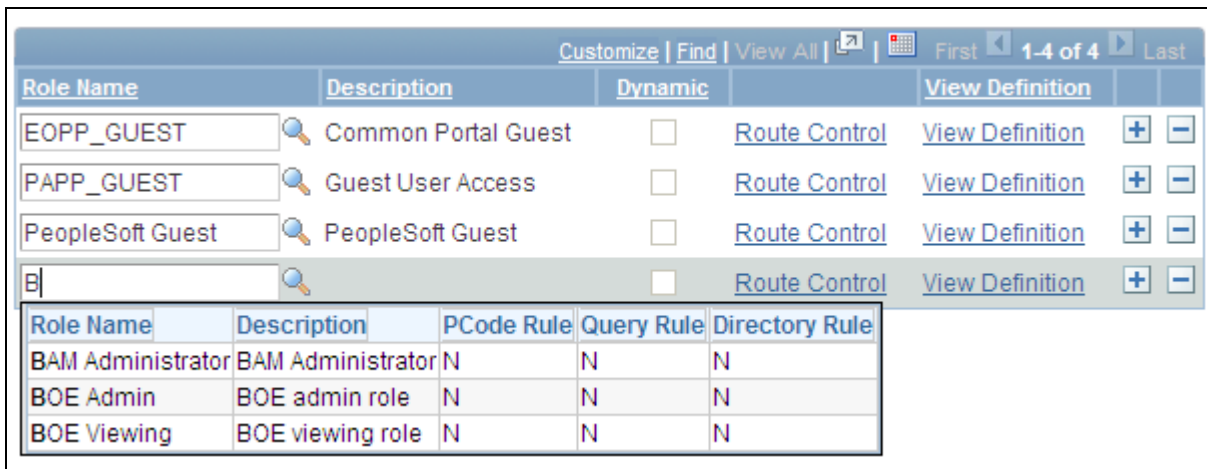 Customize | Find | View All | | First 1-4 of 4 Last
Role Name Description Dynamic View Definition
EOPP_GUEST Common Portal Guest Route Control View Definition + -
PAPP_GUEST Guest User Access Route Control View Definition + -
PeopleSoft Guest PeopleSoft Guest Route Control View Definition + -
B Route Control View Definition + -
Role Name Description PCode Rule Query Rule Directory Rule
BAM Administrator BAM Administrator N N N
BOE Admin BOE admin role N N N
BOE Viewing BOE viewing role N N N